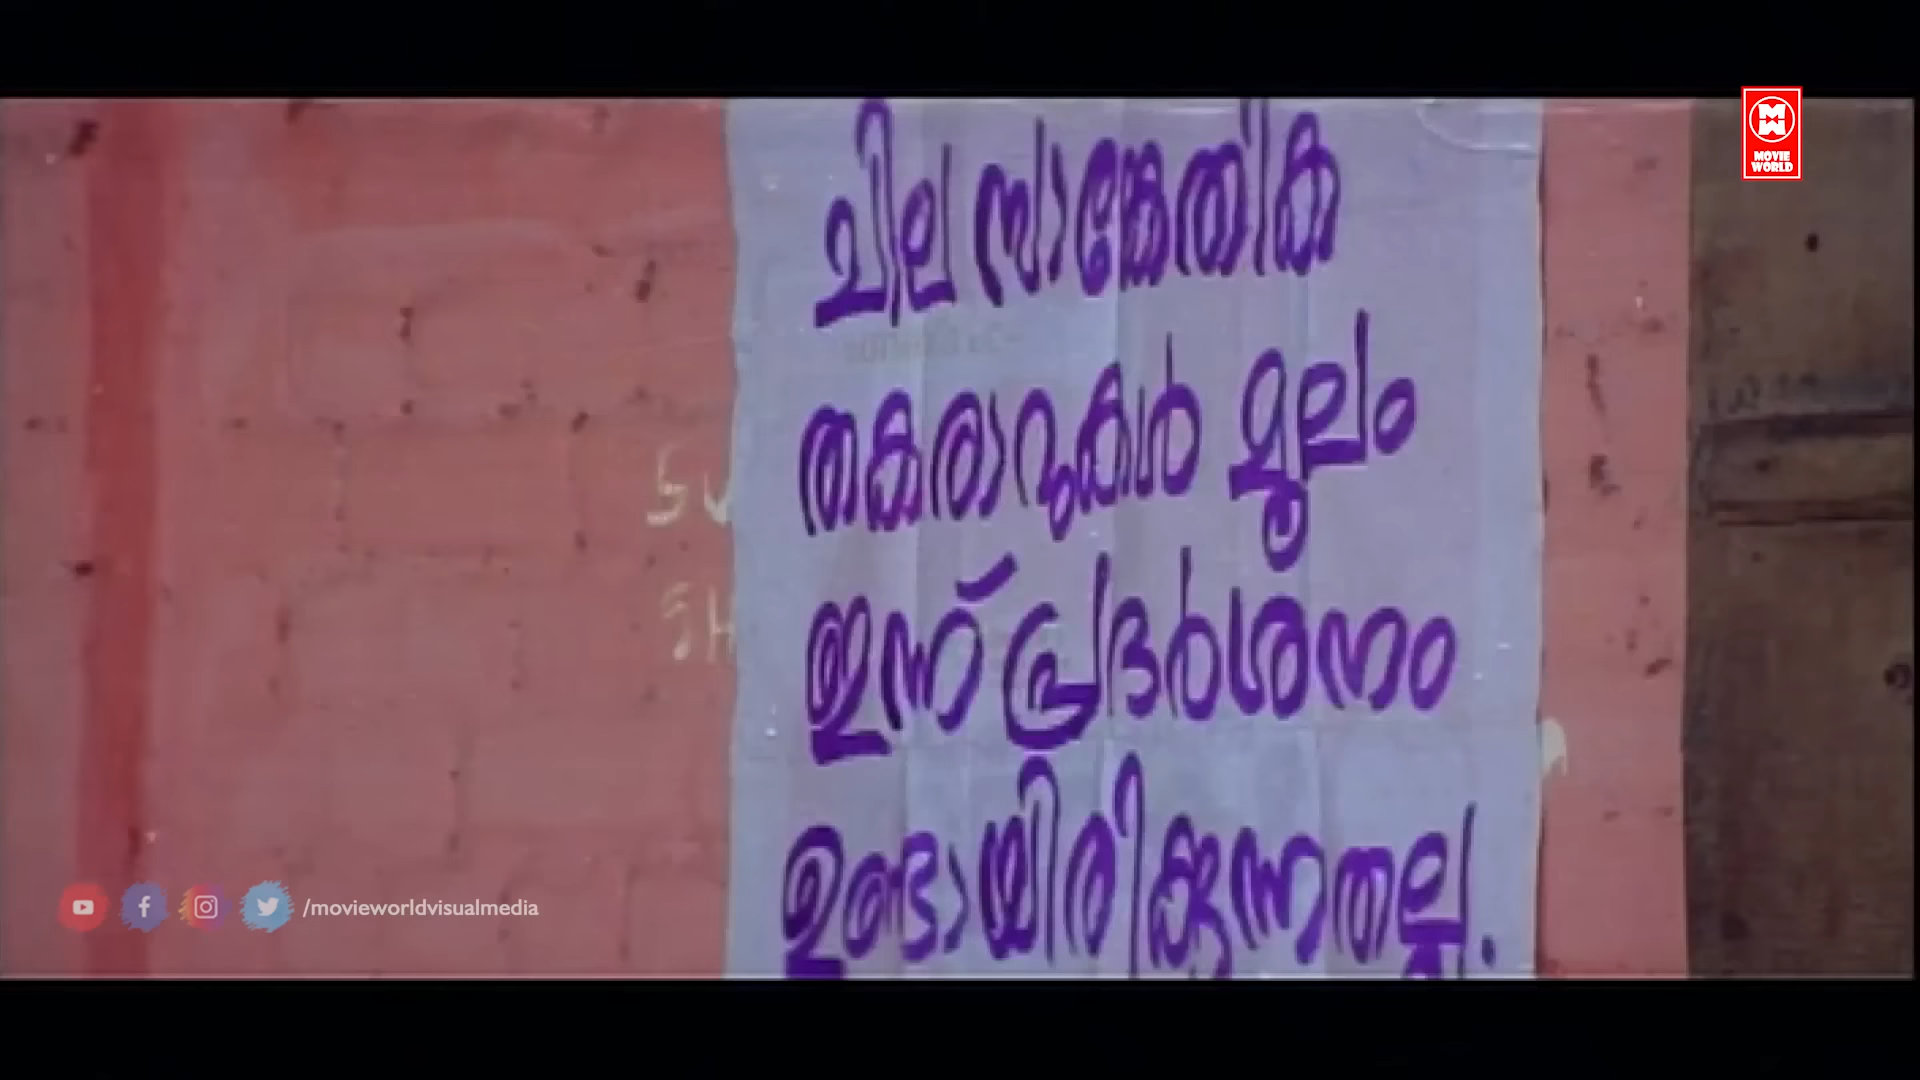 MOVIE
WORLD
ചില സാങ്കേതിക
തകരാറുകൾ മൂലം
ഇന്ന് പ്രദർശനം
ഉണ്ടായിരിക്കുന്നതല്ല.
/movieworldvisualmedia